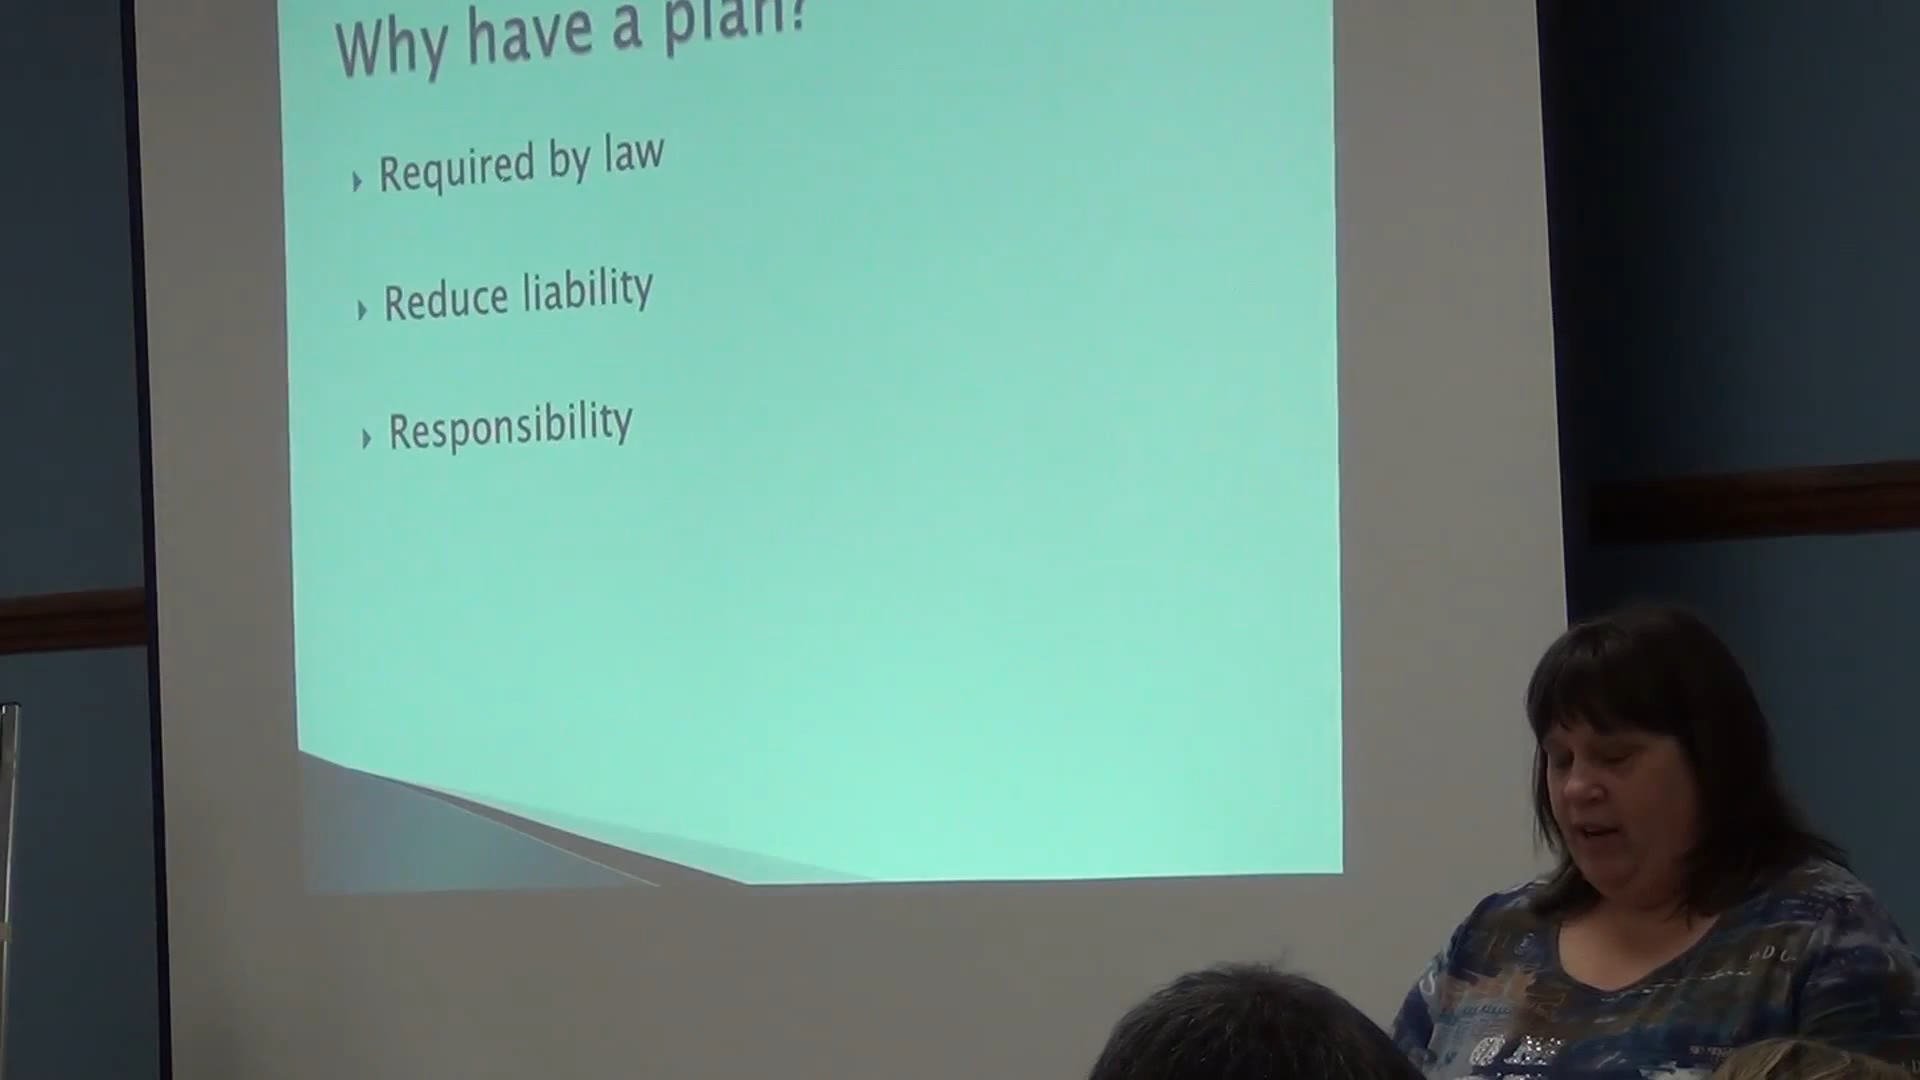 Why have a plan?
Required by law
Reduce liability
Responsibility